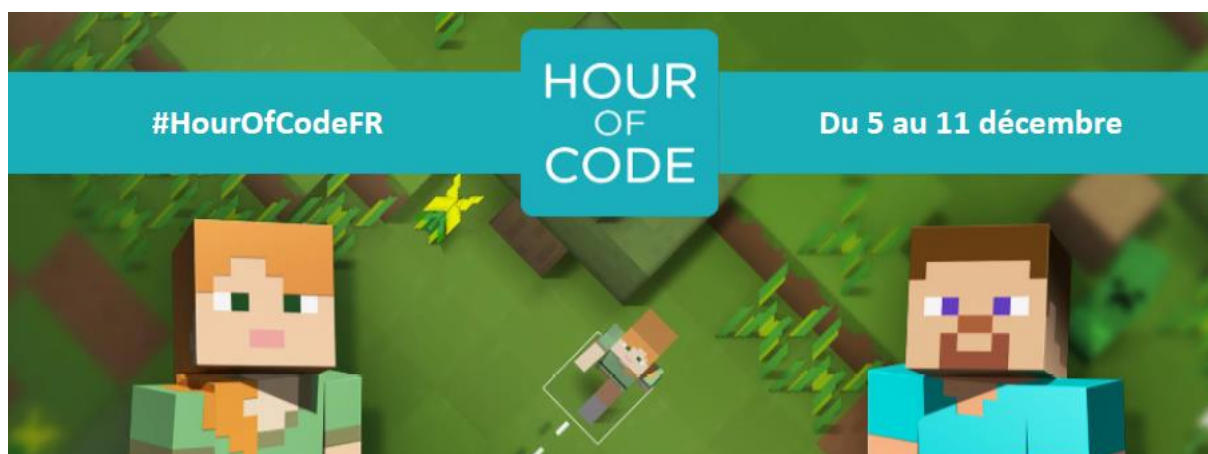 #HourOfCodeFR
HOUR
OF
CODE
Du 5 au 11 décembre